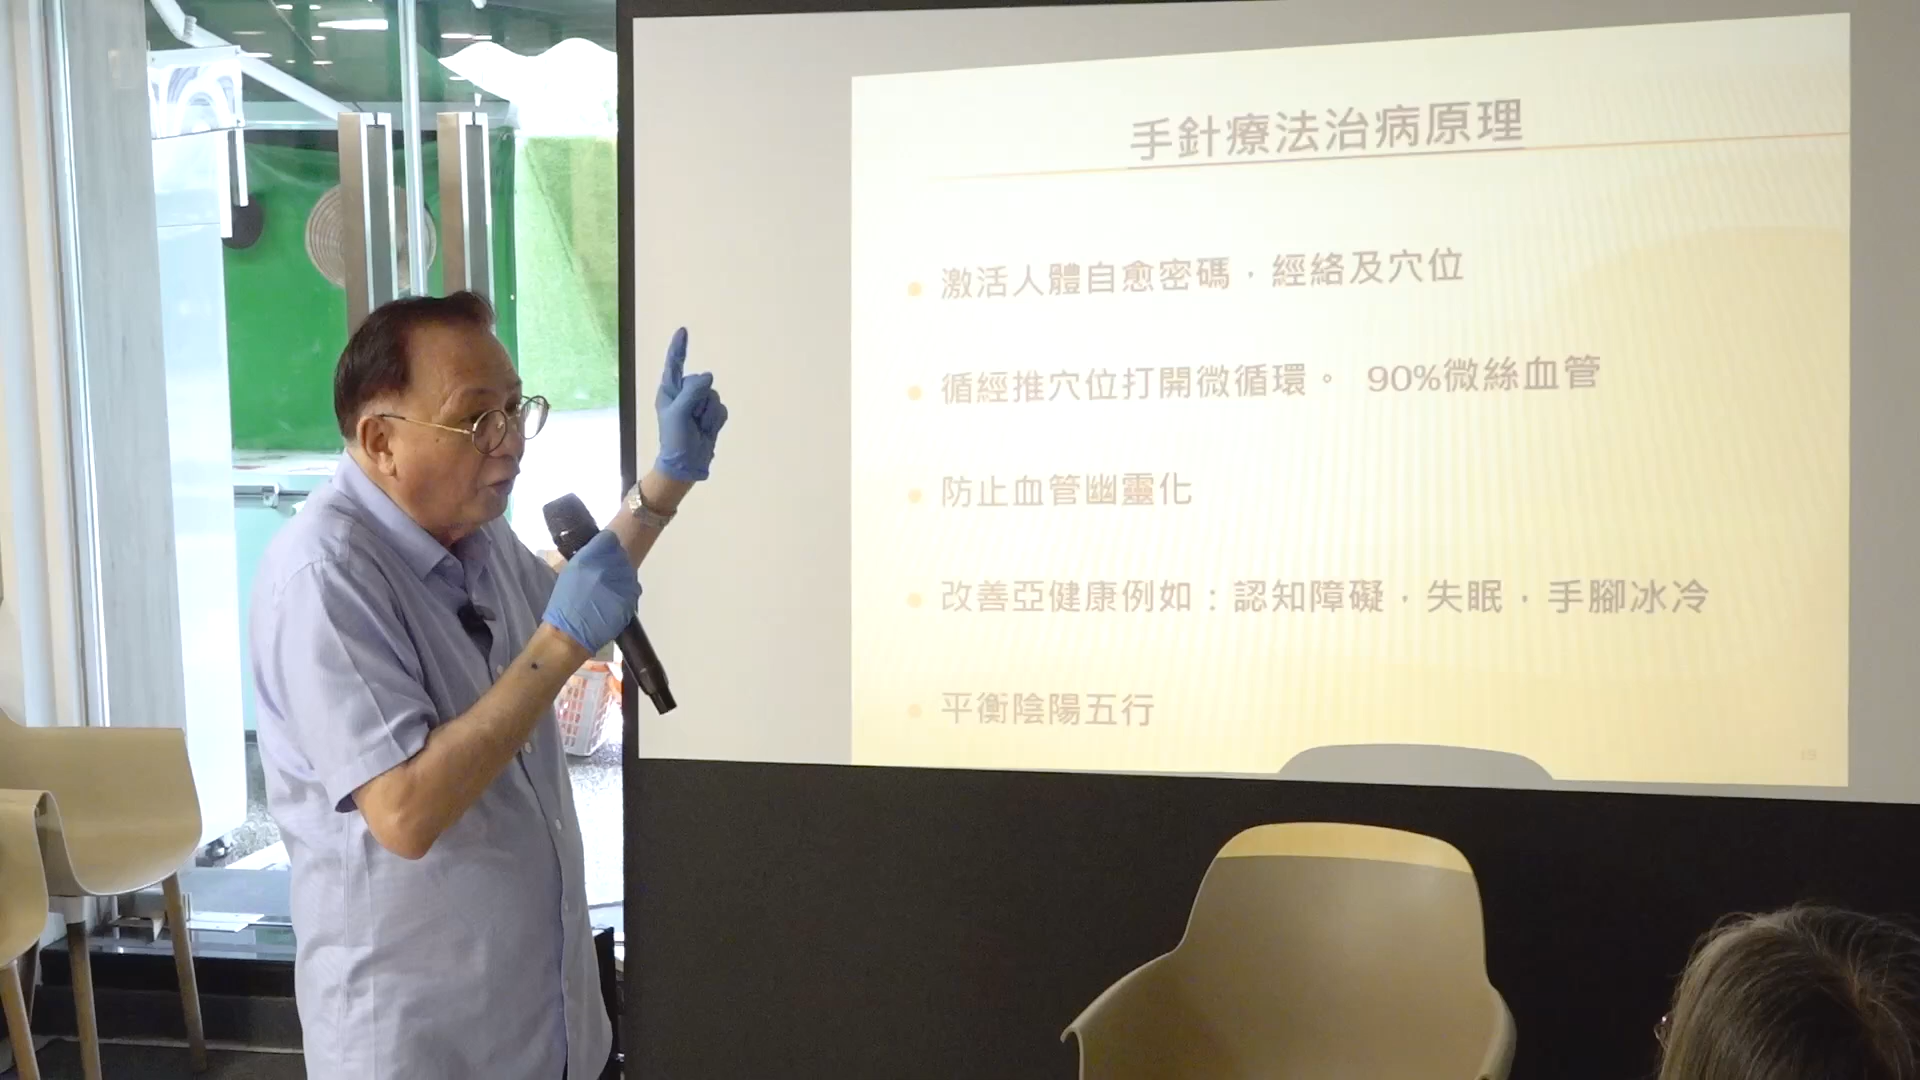 手針療法治病原理
激活人體自愈密碼，經絡及穴位
循經推穴位打開微循環。 90%微絲血管
防止血管幽靈化
改善亞健康例如：認知障礙，失眠，手腳冰冷
平衡陰陽五行